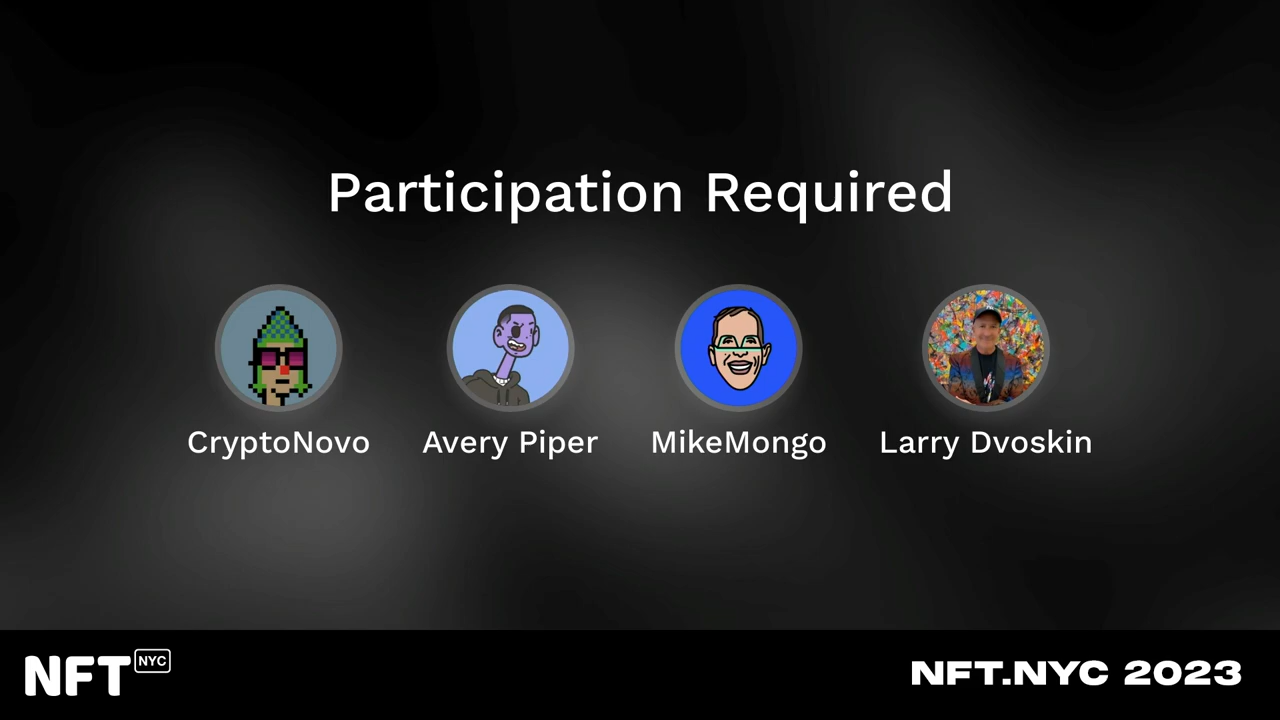 Participation Required
CryptoNovo
Avery Piper
MikeMongo
Larry Dvoskin
NFT NYC
NFT.NYC 2023